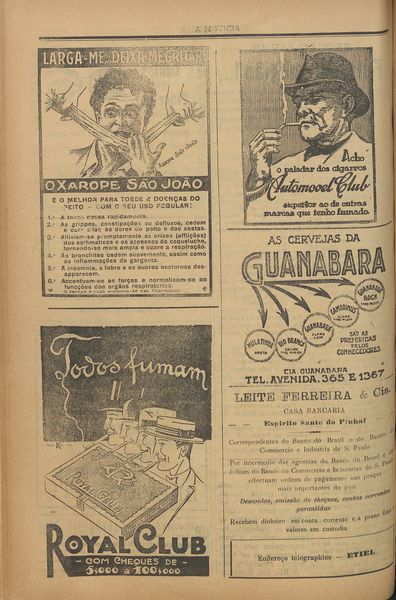 A NOTICIA
LARGA-ME... DEIXA-ME GRITAR!
XAROPE SÃO JOÃO
O XAROPE SÃO JOÃO
É O MELHOR PARA TOSSE E DOENÇAS DO
PEITO – COM O SEU USO REGULAR:
1.º A tosse cessa rapidamente.
2.º As grippes, constipações ou defluxos, cedem
e com ellas as dores do peito e das costas.
3.º Alliviam-se promptamente as crises (afflicções)
dos asthmaticos e os accessos da coqueluche,
tornando-se mais ampla e suave a respiração.
4.º As bronchites cedem suavemente, assim como
as inflammações da garganta.
5.º A insomnia, a febre e os suores nocturnos desapparecem.
6.º Accentuam-se as forças e normalisam-se as
funcções dos orgãos respiratorios.
Todos fumam
ROYAL CLUB
ROYAL CLUB
– COM CHEQUES DE –
5,000 a 100,000
Acho
o paladar dos cigarros
Automovel Club
superior ao de outras
marcas que tenho fumado.
AS CERVEJAS DA
GUANABARA
GUANABARA
BOCK
CAMBRINUS
GUANABARA
RIO BRANCO
MULATINHA
PRETA
SÃO AS
PREFERIDAS
PELOS
CONHECEDORES
CIA. GUANABARA
TEL. AVENIDA, 365 E 1367
LEITE FERREIRA & Cia.
CASA BANCARIA
Espirito Santo do Pinhal
Correspondentes do Banco do Brasil e do Banco
Commercio e Industria de S. Paulo
Por intermedio das agencias do Banco do Brasil e das
do Banco do Commercio e Industrias de S. Paulo
effectuam ordens de pagamento nas praças
mais importantes do paiz
Descontas, emissão de cheques, contas correntes
garantidas
Recebem dinheiro em conta corrente e a prazo fixo
valores em custodia
Endereço telegraphico – ETIEL